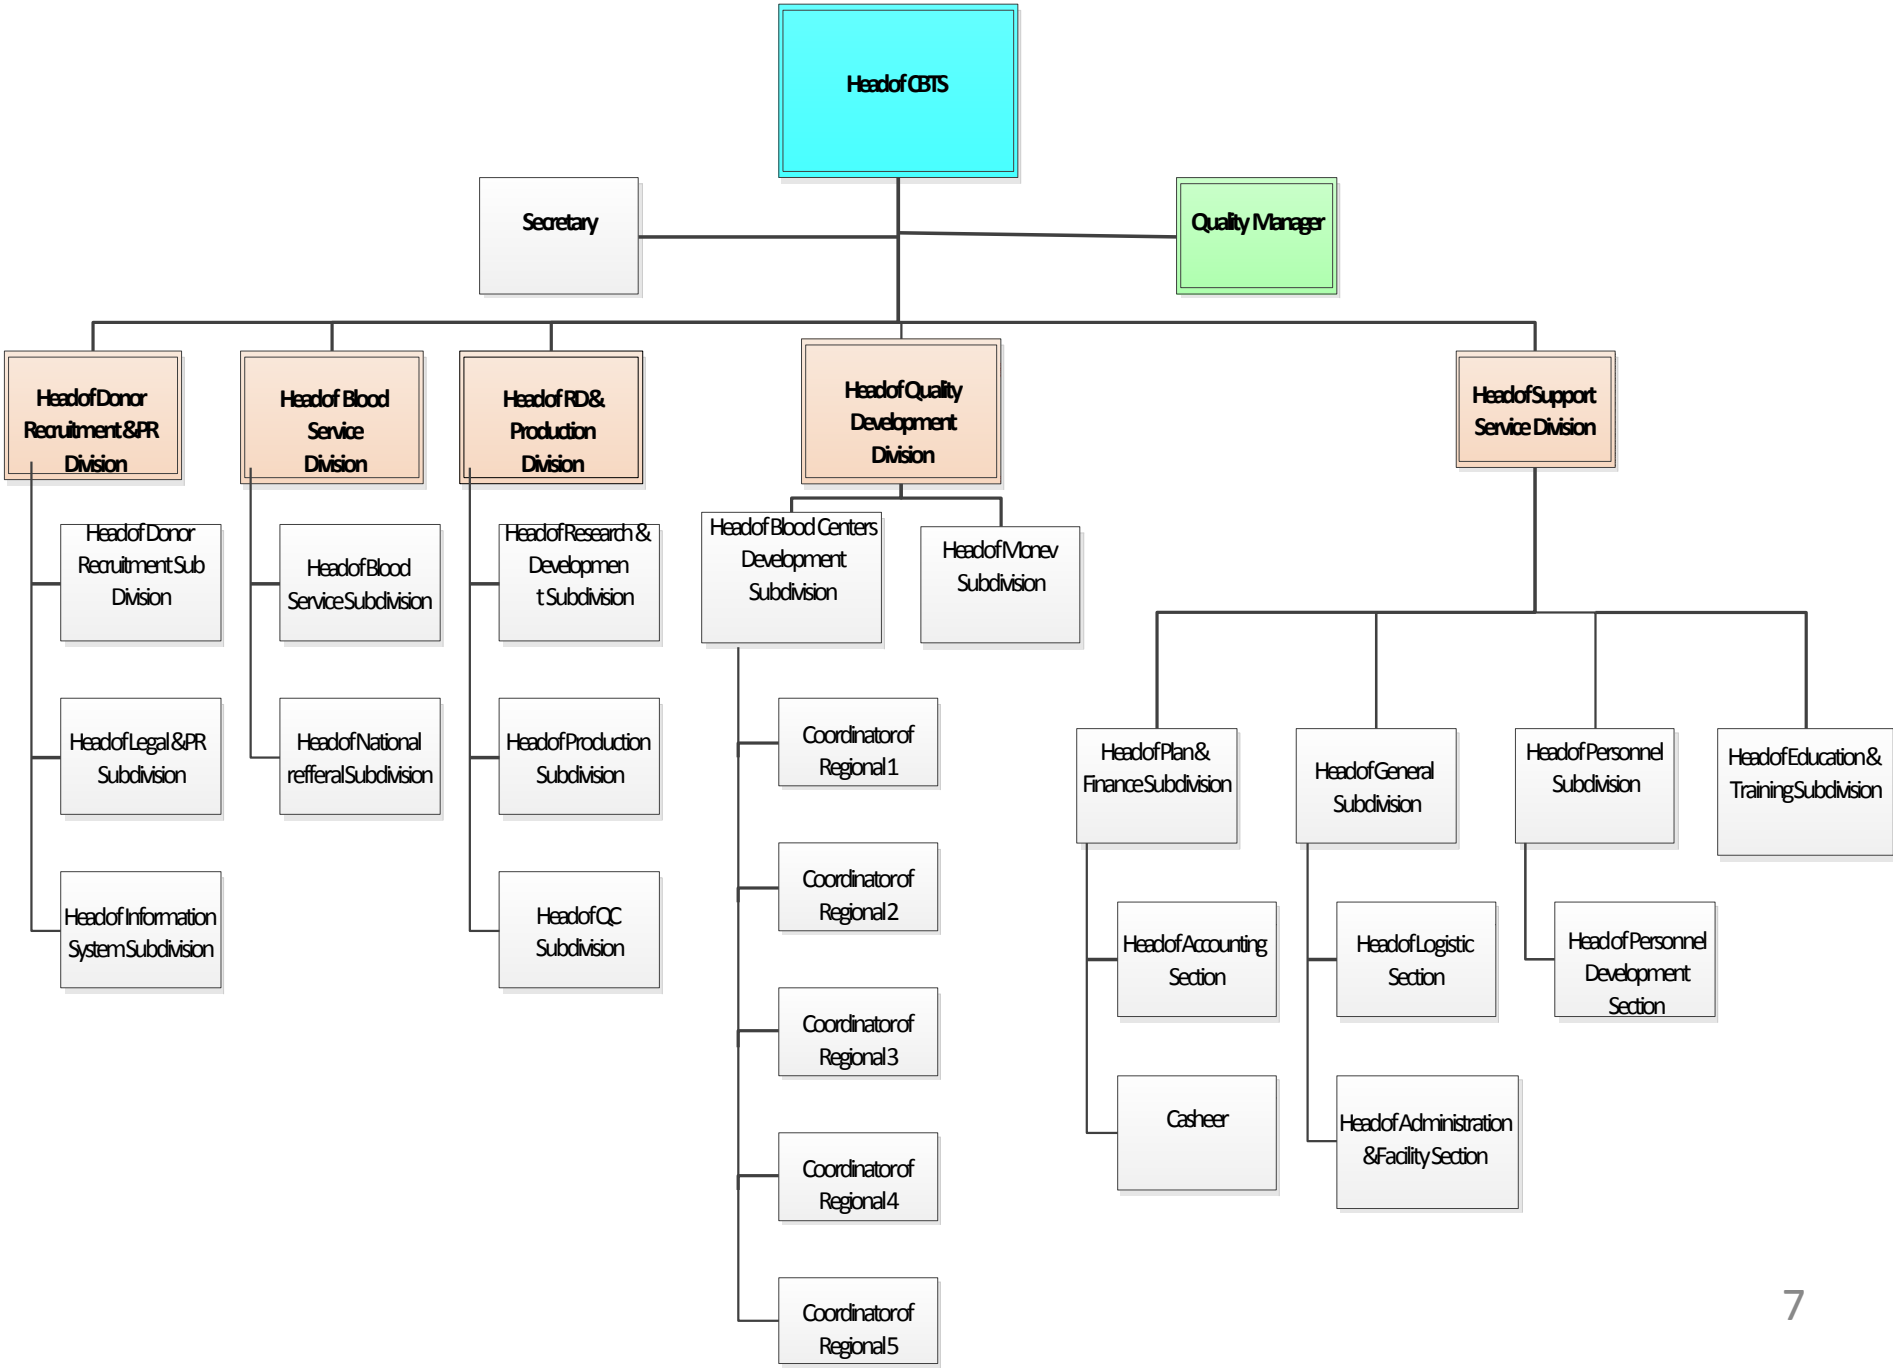 Head of CBTS
Secretary
Quality Manager
Head of Donor
Recruitment & PR
Division
Head of Blood
Service
Division
Head of RD &
Production
Division
Head of Quality
Development
Division
Head of Support
Service Division
Head of Donor
Recruitment Sub
Division
Head of Blood
Service Subdivision
Head of Research &
Developmen
t Subdivision
Head of Blood Centers
Development
Subdivision
Head of Monev
Subdivision
Head of Legal & PR
Subdivision
Head of National
refferal Subdivision
Head of Production
Subdivision
Coordinator of
Regional 1
Head of Plan &
Finance Subdivision
Head of General
Subdivision
Head of Personnel
Subdivision
Head of Education &
Training Subdivision
Head of Information
System Subdivision
Head of QC
Subdivision
Coordinator of
Regional 2
Head of Accounting
Section
Head of Logistic
Section
Head of Personnel
Development
Section
Coordinator of
Regional 3
Casheer
Head of Administration
& Facility Section
Coordinator of
Regional 4
Coordinator of
Regional 5
7